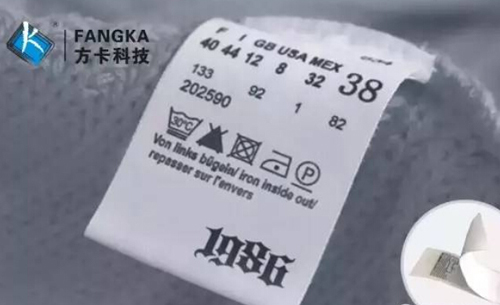 FANGKA
方卡科技
F I GB USA MEX
40 44 12 8 32 38
133 92 1 82
202590
30°C
P
Von links bügeln/ iron inside out/
repasser sur l'envers
1986